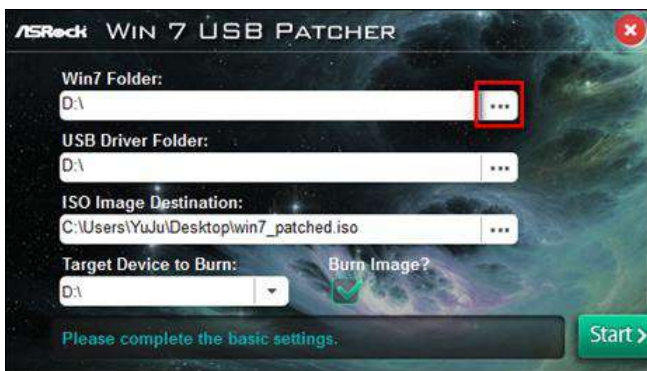 ASRock WIN 7 USB PATCHER
Win7 Folder:
D:\
...
USB Driver Folder:
D:\
...
ISO Image Destination:
C:\Users\YuJu\Desktop\win7_patched.iso
...
Target Device to Burn: Burn Image?
D:\
Please complete the basic settings.
Start >